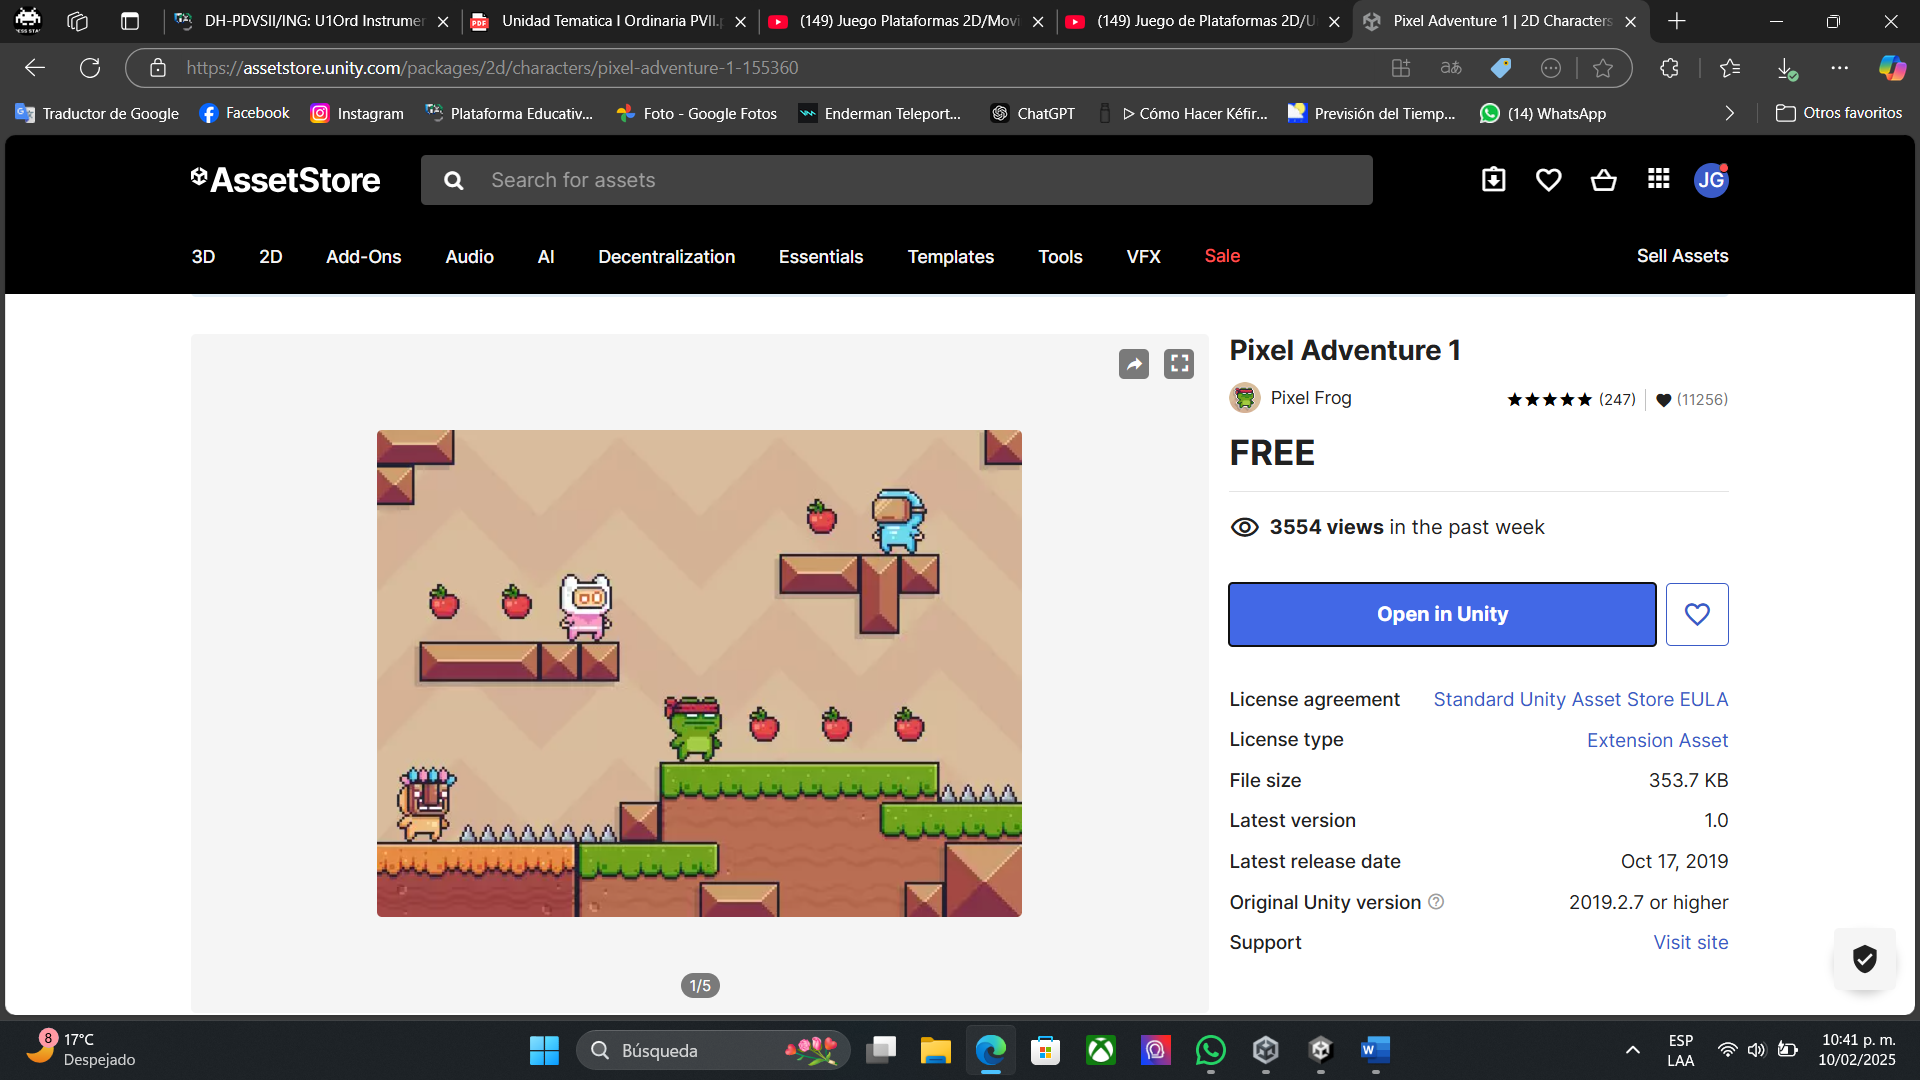 DH-PDVSII/ING: U1Ord Instrumen
Unidad Tematica I Ordinaria PVII.p
(149) Juego Plataformas 2D/Movi
(149) Juego de Plataformas 2D/U
Pixel Adventure 1 | 2D Characters
https://assetstore.unity.com/packages/2d/characters/pixel-adventure-1-155360
Traductor de Google
Facebook
Instagram
Plataforma Educativ...
Foto - Google Fotos
Enderman Teleport...
ChatGPT
▷ Cómo Hacer Kéfir...
Previsión del Tiemp...
(14) WhatsApp
Otros favoritos
AssetStore
Search for assets
JG
3D
2D
Add-Ons
Audio
AI
Decentralization
Essentials
Templates
Tools
VFX
Sale
Sell Assets
Pixel Adventure 1
Pixel Frog
★★★★★ (247)
(11256)
FREE
3554 views in the past week
Open in Unity
License agreement
Standard Unity Asset Store EULA
License type
Extension Asset
File size
353.7 KB
Latest version
1.0
Latest release date
Oct 17, 2019
Original Unity version
2019.2.7 or higher
Support
Visit site
1/5
8
17°C
Despejado
Búsqueda
ESP
LAA
10:41 p. m.
10/02/2025